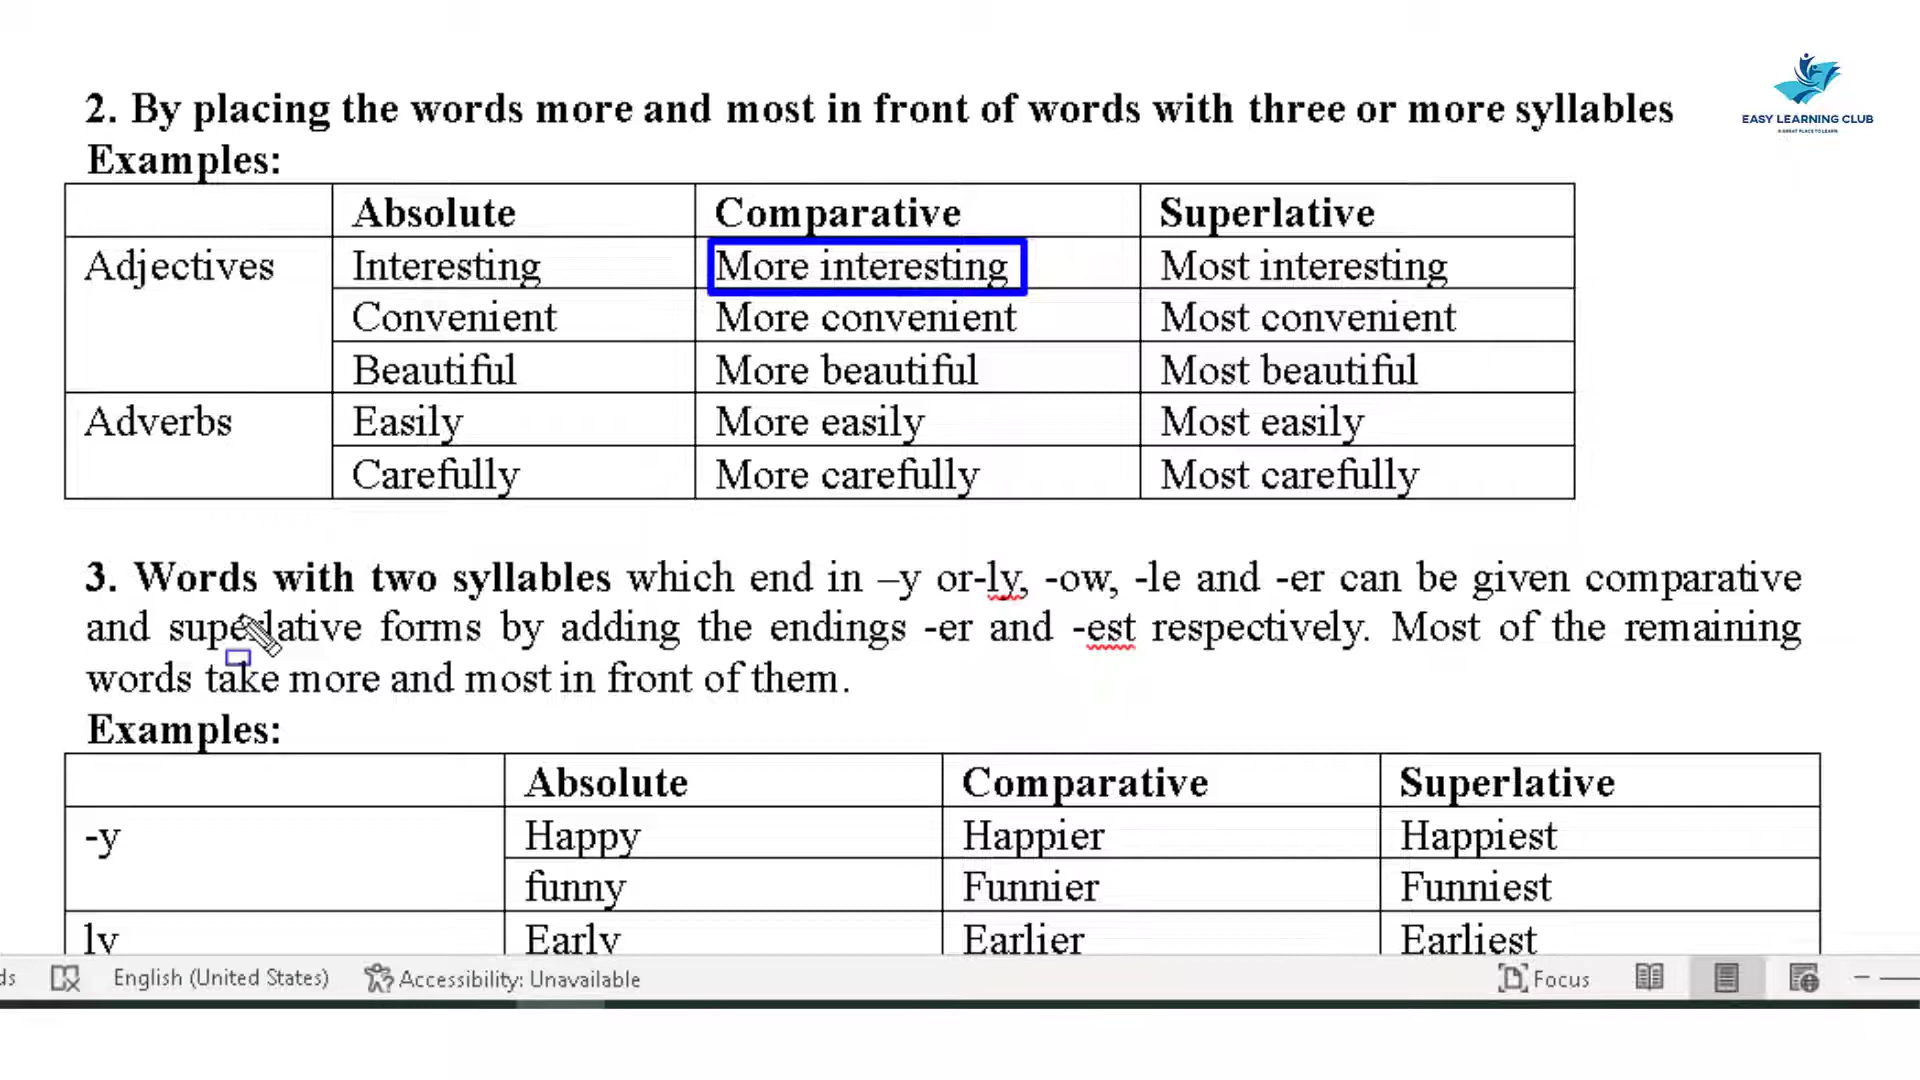 EASY LEARNING CLUB
A GREAT PLACE TO LEARN
2. By placing the words more and most in front of words with three or more syllables
Examples:
Absolute Comparative Superlative
Adjectives Interesting More interesting Most interesting
Convenient More convenient Most convenient
Beautiful More beautiful Most beautiful
Adverbs Easily More easily Most easily
Carefully More carefully Most carefully
3. Words with two syllables which end in –y or-ly, -ow, -le and -er can be given comparative
and superlative forms by adding the endings -er and -est respectively. Most of the remaining
words take more and most in front of them.
Examples:
Absolute Comparative Superlative
-y Happy Happier Happiest
funny Funnier Funniest
ly Early Earlier Earliest
ds English (United States) Accessibility: Unavailable Focus